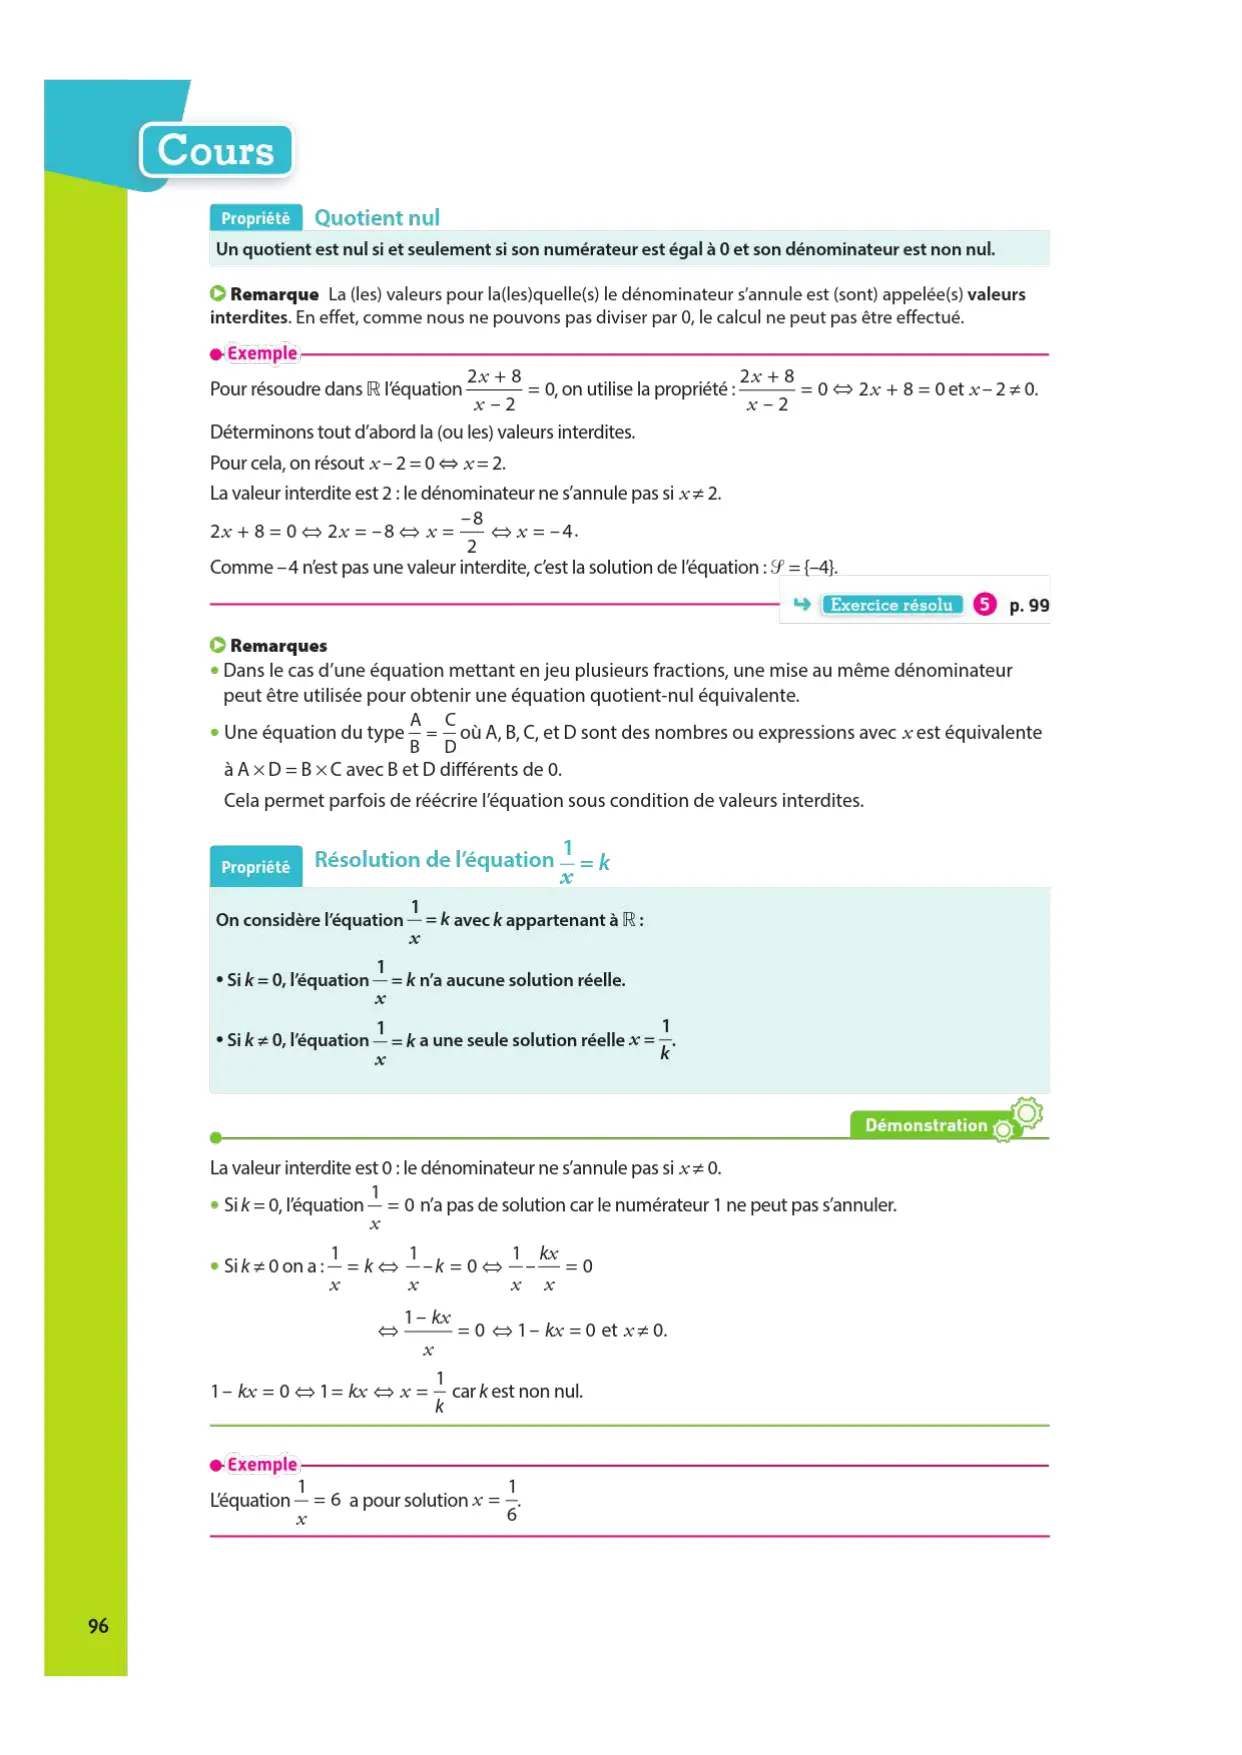 Cours
Propriété Quotient nul
Un quotient est nul si et seulement si son numérateur est égal à 0 et son dénominateur est non nul.
Remarque La (les) valeurs pour la(les)quelle(s) le dénominateur s’annule est (sont) appelée(s) valeurs
interdites. En effet, comme nous ne pouvons pas diviser par 0, le calcul ne peut pas être effectué.
Exemple
Pour résoudre dans ℝ l’équation (2x + 8)/(x – 2) = 0, on utilise la propriété : (2x + 8)/(x – 2) = 0 ⇔ 2x + 8 = 0 et x – 2 ≠ 0.
Déterminons tout d’abord la (ou les) valeurs interdites.
Pour cela, on résout x – 2 = 0 ⇔ x = 2.
La valeur interdite est 2 : le dénominateur ne s’annule pas si x ≠ 2.
2x + 8 = 0 ⇔ 2x = –8 ⇔ x = –8/2 ⇔ x = –4.
Comme –4 n’est pas une valeur interdite, c’est la solution de l’équation : 𝒮 = {–4}.
Exercice résolu 5 p. 99
Remarques
• Dans le cas d’une équation mettant en jeu plusieurs fractions, une mise au même dénominateur
peut être utilisée pour obtenir une équation quotient-nul équivalente.
• Une équation du type A/B = C/D où A, B, C, et D sont des nombres ou expressions avec x est équivalente
à A × D = B × C avec B et D différents de 0.
Cela permet parfois de réécrire l’équation sous condition de valeurs interdites.
Propriété Résolution de l’équation 1/x = k
On considère l’équation 1/x = k avec k appartenant à ℝ :
• Si k = 0, l’équation 1/x = k n’a aucune solution réelle.
• Si k ≠ 0, l’équation 1/x = k a une seule solution réelle x = 1/k.
Démonstration
La valeur interdite est 0 : le dénominateur ne s’annule pas si x ≠ 0.
• Si k = 0, l’équation 1/x = 0 n’a pas de solution car le numérateur 1 ne peut pas s’annuler.
• Si k ≠ 0 on a : 1/x = k ⇔ 1/x – k = 0 ⇔ 1/x – kx/x = 0
⇔ (1 – kx)/x = 0 ⇔ 1 – kx = 0 et x ≠ 0.
1 – kx = 0 ⇔ 1 = kx ⇔ x = 1/k car k est non nul.
Exemple
L’équation 1/x = 6 a pour solution x = 1/6.
96